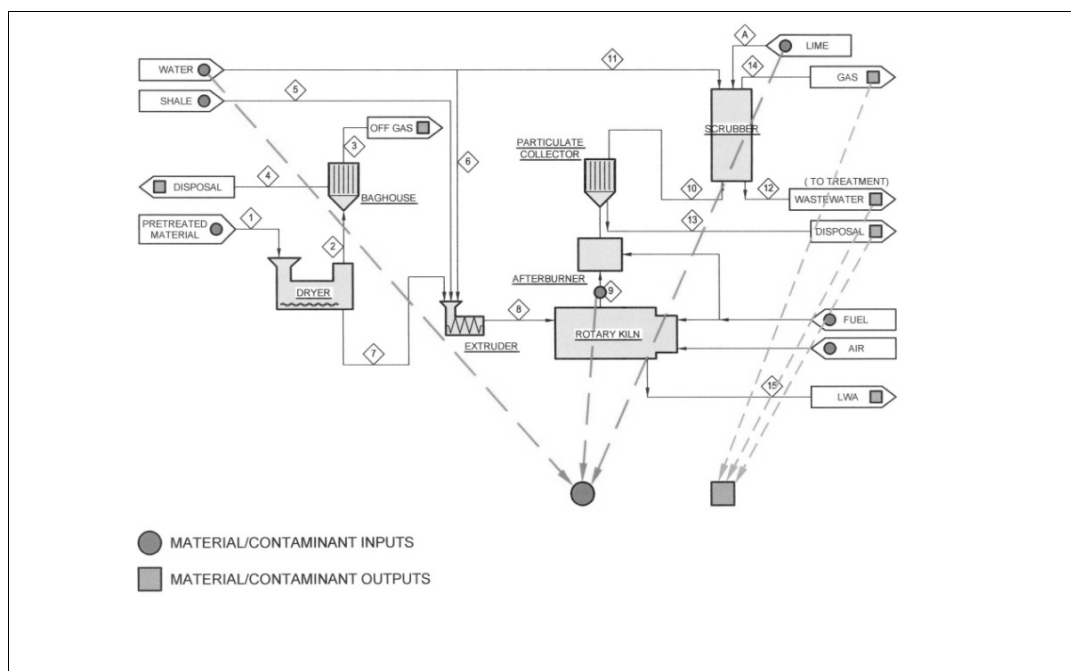 A
LIME
11
14
WATER
GAS
5
SHALE
OFF GAS
SCRUBBER
3
PARTICULATE
COLLECTOR
6
4
( TO TREATMENT)
DISPOSAL
10
12
WASTEWATER
BAGHOUSE
1
13
PRETREATED
MATERIAL
DISPOSAL
2
AFTERBURNER
DRYER
9
8
FUEL
ROTARY KILN
EXTRUDER
7
AIR
15
LWA
MATERIAL/CONTAMINANT INPUTS
MATERIAL/CONTAMINANT OUTPUTS